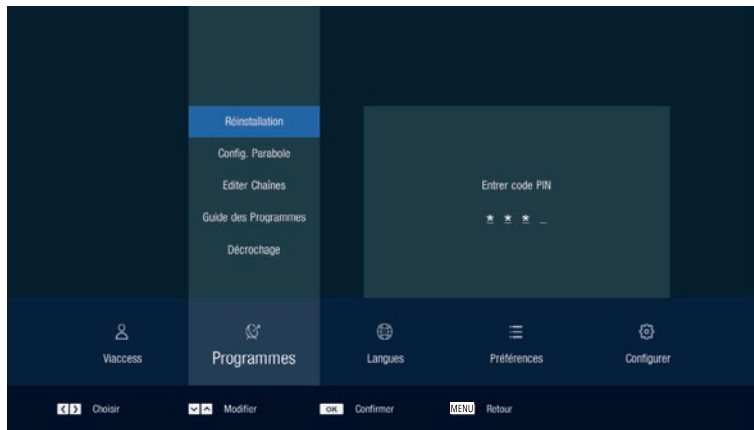 Réinstallation
Config. Parabole
Editer Chaînes
Guide des Programmes
Décrochage
Entrer code PIN
* * * _
Viaccess
Programmes
Langues
Préférences
Configurer
Choisir
Modifier
OK Confirmer
MENU Retour